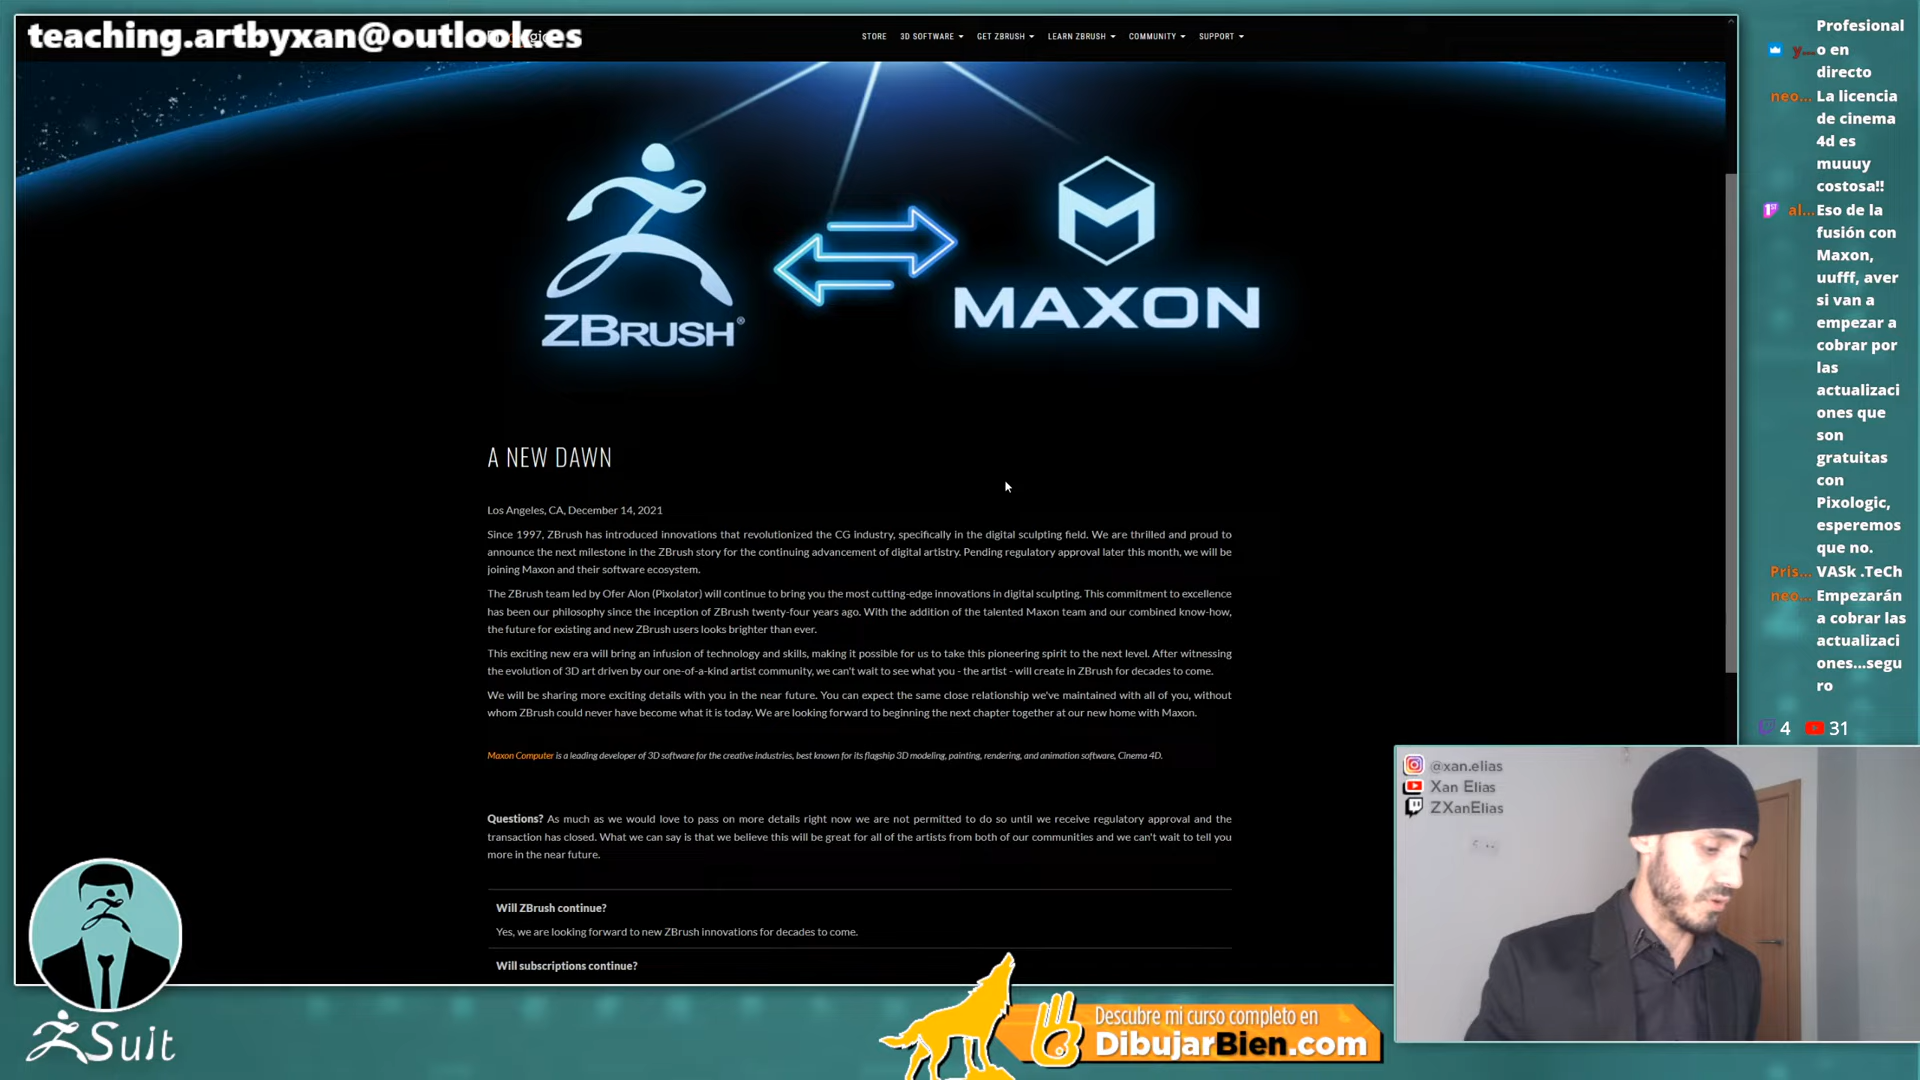 teaching.artbyxan@outlook.es
STORE 3D SOFTWARE GET ZBRUSH LEARN ZBRUSH COMMUNITY SUPPORT
ZBRUSH®
MAXON
A NEW DAWN
Los Angeles, CA, December 14, 2021
Since 1997, ZBrush has introduced innovations that revolutionized the CG industry, specifically in the digital sculpting field. We are thrilled and proud to
announce the next milestone in the ZBrush story for the continuing advancement of digital artistry. Pending regulatory approval later this month, we will be
joining Maxon and their software ecosystem.
The ZBrush team led by Ofer Alon (Pixolator) will continue to bring you the most cutting-edge innovations in digital sculpting. This commitment to excellence
has been our philosophy since the inception of ZBrush twenty-four years ago. With the addition of the talented Maxon team and our combined know-how,
the future for existing and new ZBrush users looks brighter than ever.
This exciting new era will bring an infusion of technology and skills, making it possible for us to take this pioneering spirit to the next level. After witnessing
the evolution of 3D art driven by our one-of-a-kind artist community, we can't wait to see what you - the artist - will create in ZBrush for decades to come.
We will be sharing more exciting details with you in the near future. You can expect the same close relationship we've maintained with all of you, without
whom ZBrush could never have become what it is today. We are looking forward to beginning the next chapter together at our new home with Maxon.
Maxon Computer is a leading developer of 3D software for the creative industries, best known for its flagship 3D modeling, painting, rendering, and animation software, Cinema 4D.
Questions? As much as we would love to pass on more details right now we are not permitted to do so until we receive regulatory approval and the
transaction has closed. What we can say is that we believe this will be great for all of the artists from both of our communities and we can't wait to tell you
more in the near future.
Will ZBrush continue?
Yes, we are looking forward to new ZBrush innovations for decades to come.
Will subscriptions continue?
Profesional
y... o en
directo
neo... La licencia
de cinema
4d es
muuuy
costosa!!
al... Eso de la
fusión con
Maxon,
uufff, aver
si van a
empezar a
cobrar por
las
actualizaci
ones que
son
gratuitas
con
Pixologic,
esperemos
que no.
Pris... VASk .TeCh
neo... Empezarán
a cobrar las
actualizaci
ones...segu
ro
4 31
@xan.elias
Xan Elias
ZXanElias
ZSuit
Descubre mi curso completo en
DibujarBien.com